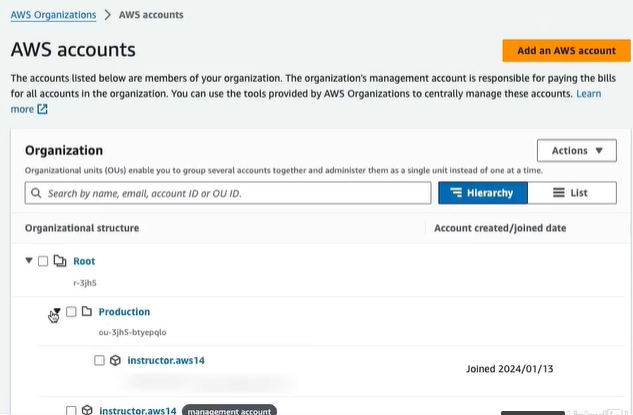 AWS Organizations > AWS accounts
AWS accounts
Add an AWS account
The accounts listed below are members of your organization. The organization's management account is responsible for paying the bills
for all accounts in the organization. You can use the tools provided by AWS Organizations to centrally manage these accounts. Learn
more
Organization
Actions
Organizational units (OUs) enable you to group several accounts together and administer them as a single unit instead of one at a time.
Search by name, email, account ID or OU ID.
Hierarchy
List
Organizational structure
Account created/joined date
Root
r-3jh5
Production
ou-3jh5-btyepqlo
instructor.aws14
Joined 2024/01/13
instructor.aws14 management account